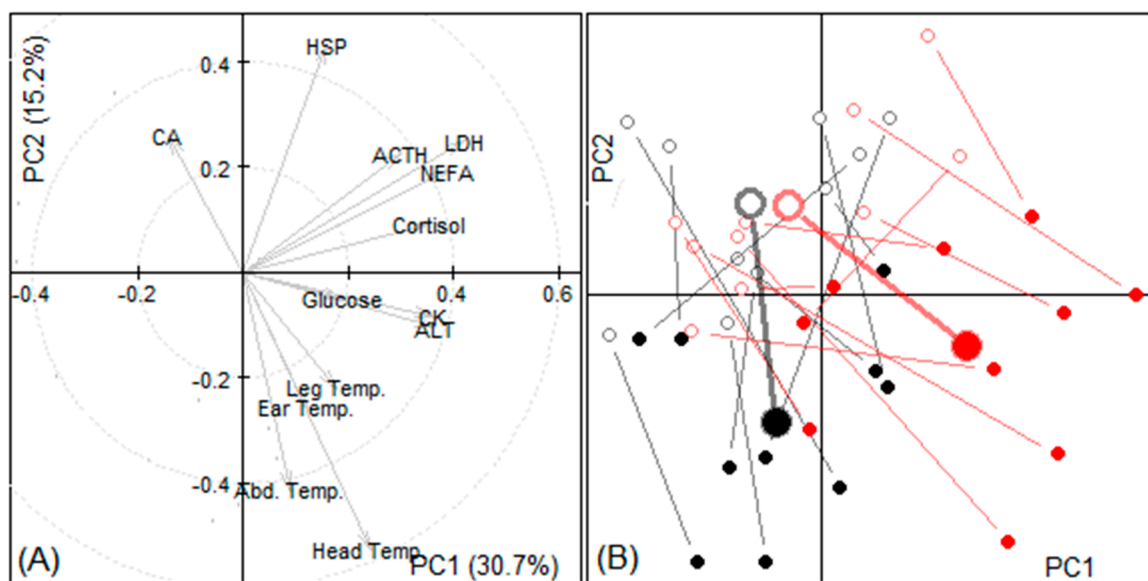 HSP
0.4
PC2 (15.2%)
CA
LDH
ACTH
NEFA
0.2
Cortisol
-0.4
-0.2
0.2
0.4
0.6
Glucose
CK
ALT
-0.2
Leg Temp.
Ear Temp.
-0.4
Abd. Temp.
Head Temp.
PC1 (30.7%)
(A)
PC2
(B)
PC1